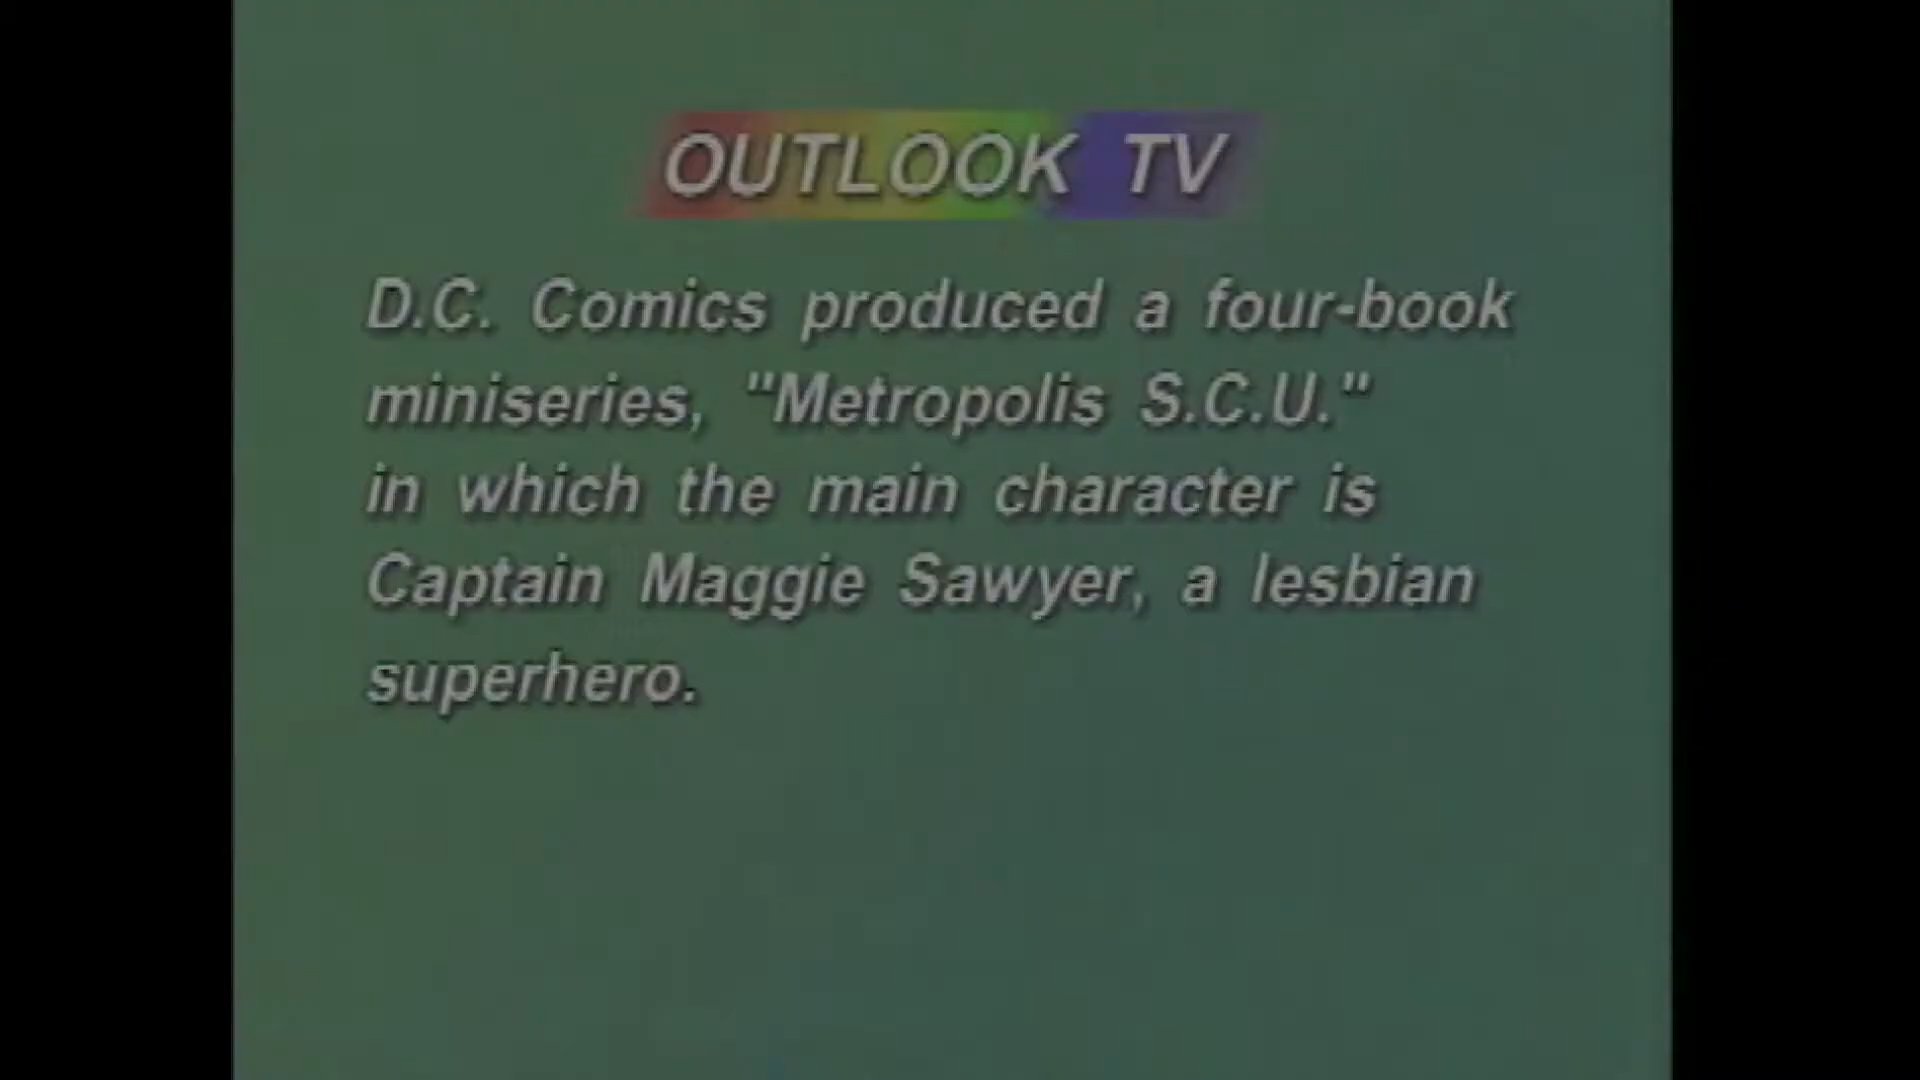 OUTLOOK TV
D.C. Comics produced a four-book
miniseries, "Metropolis S.C.U."
in which the main character is
Captain Maggie Sawyer, a lesbian
superhero.